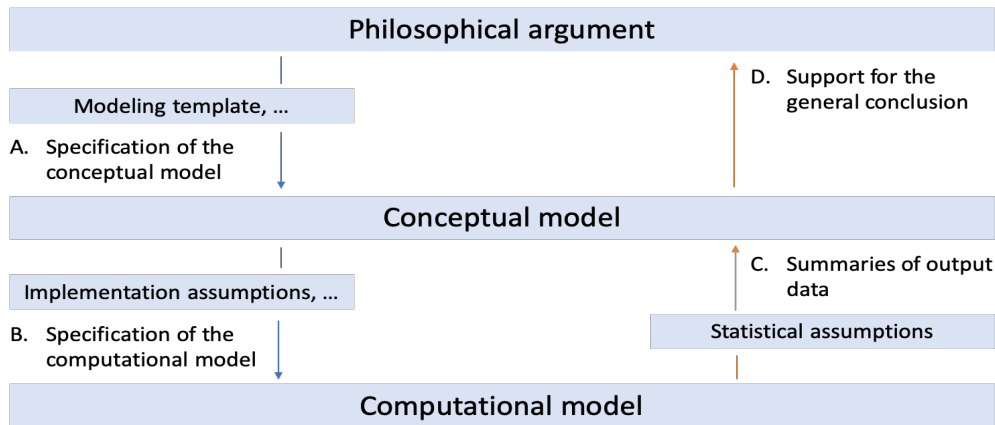 Philosophical argument
Modeling template, ...
A. Specification of the
conceptual model
D. Support for the
general conclusion
Conceptual model
Implementation assumptions, ...
B. Specification of the
computational model
C. Summaries of output
data
Statistical assumptions
Computational model